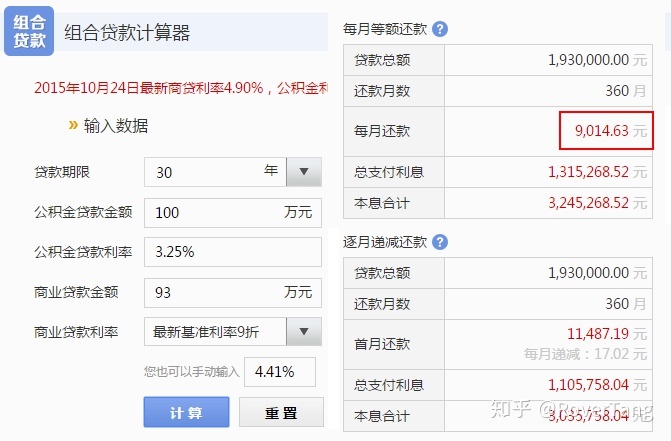 组合
贷款
组合贷款计算器
2015年10月24日最新商贷利率4.90%，公积金利
» 输入数据
贷款期限
30 年
公积金贷款金额
100 万元
公积金贷款利率
3.25%
商业贷款金额
93 万元
商业贷款利率
最新基准利率9折
您也可以手动输入
4.41%
计算
重置
每月等额还款 ?
贷款总额 1,930,000.00 元
还款月数 360 月
每月还款 9,014.63 元
总支付利息 1,315,268.52 元
本息合计 3,245,268.52 元
逐月递减还款 ?
贷款总额 1,930,000.00 元
还款月数 360 月
首月还款 11,487.19 元
每月递减：17.02 元
总支付利息 1,105,758.04 元
本息合计 3,035,758.04 元
知乎 @RoverTang